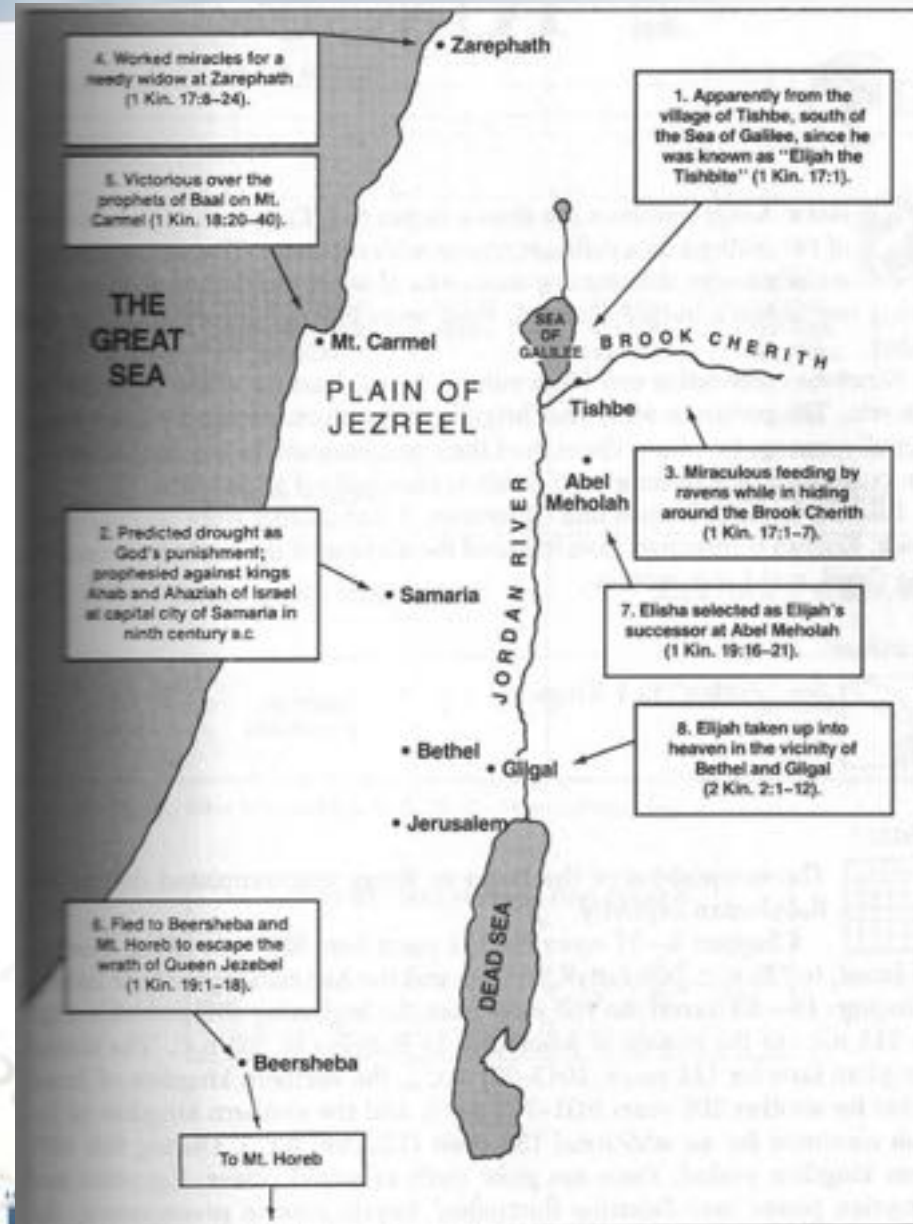 4. Worked miracles for a
needy widow at Zarephath
(1 Kin. 17:8–24).
Zarephath
1. Apparently from the
village of Tishbe, south of
the Sea of Galilee, since he
was known as "Elijah the
Tishbite" (1 Kin. 17:1).
5. Victorious over the
prophets of Baal on Mt.
Carmel (1 Kin. 18:20–40).
THE
GREAT
SEA
Mt. Carmel
SEA
OF
GALILEE
BROOK CHERITH
PLAIN OF
JEZREEL
Tishbe
Abel
Meholah
3. Miraculous feeding by
ravens while in hiding
around the Brook Cherith
(1 Kin. 17:1–7).
2. Predicted drought as
God's punishment;
prophesied against kings
Ahab and Ahaziah of Israel
at capital city of Samaria in
ninth century B.C.
Samaria
JORDAN RIVER
7. Elisha selected as Elijah's
successor at Abel Meholah
(1 Kin. 19:16–21).
Bethel
Gilgal
8. Elijah taken up into
heaven in the vicinity of
Bethel and Gilgal
(2 Kin. 2:1–12).
Jerusalem
DEAD SEA
6. Fled to Beersheba and
Mt. Horeb to escape the
wrath of Queen Jezebel
(1 Kin. 19:1–18).
Beersheba
To Mt. Horeb